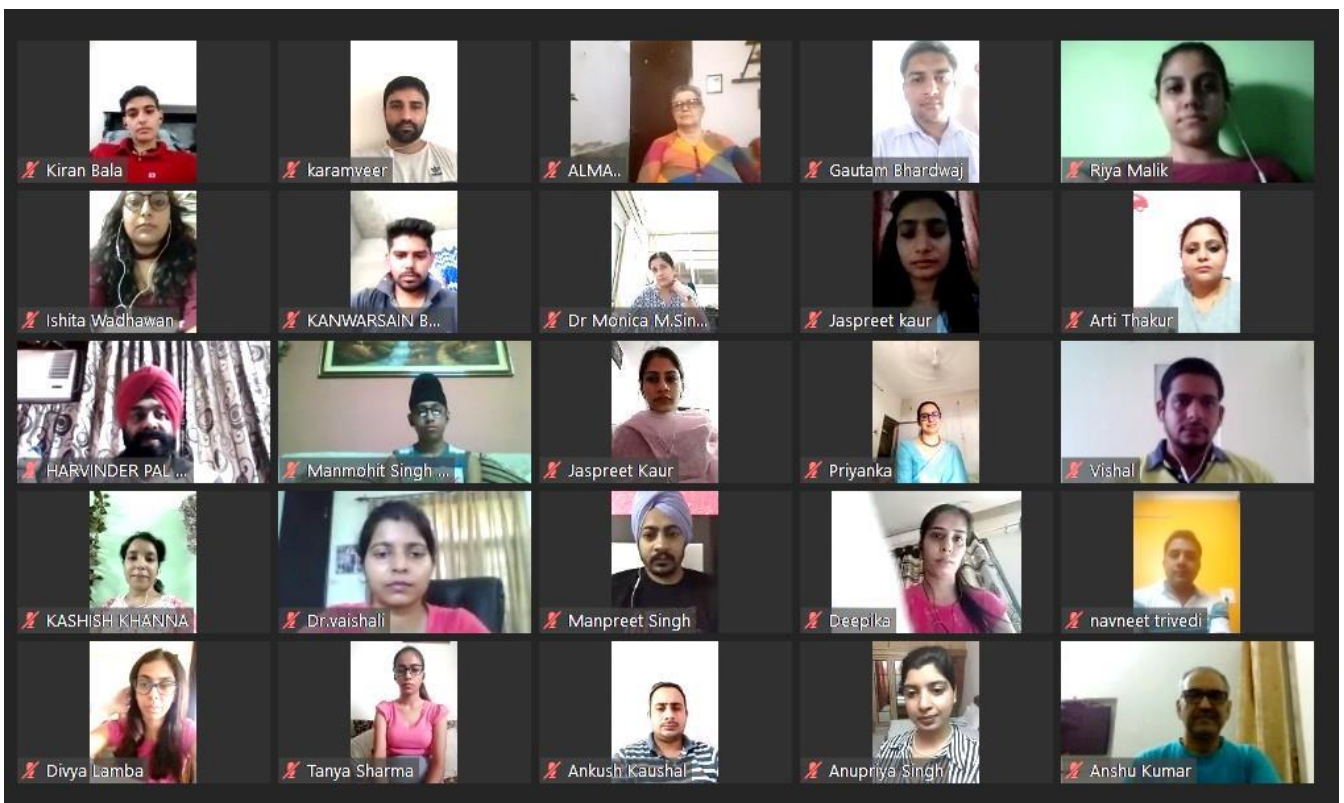 Kiran Bala
karamveer
ALMA..
Gautam Bhardwaj
Riya Malik
Ishita Wadhawan
KANWARSAIN B...
Dr Monica M.Sin...
Jaspreet kaur
Arti Thakur
HARVINDER PAL ...
Manmohit Singh ...
Jaspreet Kaur
Priyanka
Vishal
KASHISH KHANNA
Dr.vaishali
Manpreet Singh
Deepika
navneet trivedi
Divya Lamba
Tanya Sharma
Ankush Kaushal
Anupriya Singh
Anshu Kumar